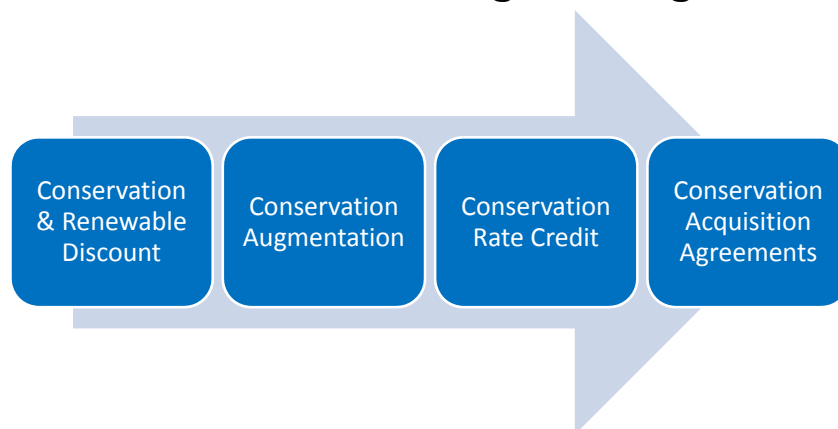 Conservation
& Renewable
Discount
Conservation
Augmentation
Conservation
Rate Credit
Conservation
Acquisition
Agreements